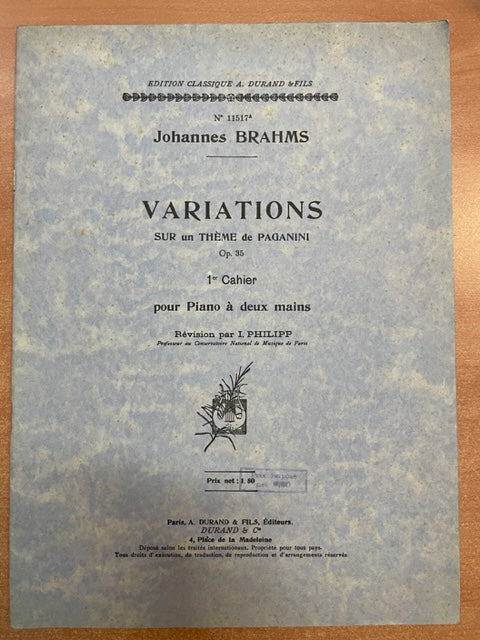 EDITION CLASSIQUE A. DURAND & FILS
Nº 11517ᴬ
Johannes BRAHMS
VARIATIONS
SUR un THÈME de PAGANINI
Op. 35
1ᵉʳ Cahier
pour Piano à deux mains
Révision par I. PHILIPP
Professeur au Conservatoire National de Musique de Paris
Prix net : 1.80
Paris, A. DURAND & FILS, Éditeurs.
DURAND & Cⁱᵉ
4, Place de la Madeleine
Déposé selon les traités internationaux. Propriété pour tous pays.
Tous droits d'exécution, de traduction, de reproduction et d'arrangements réservés